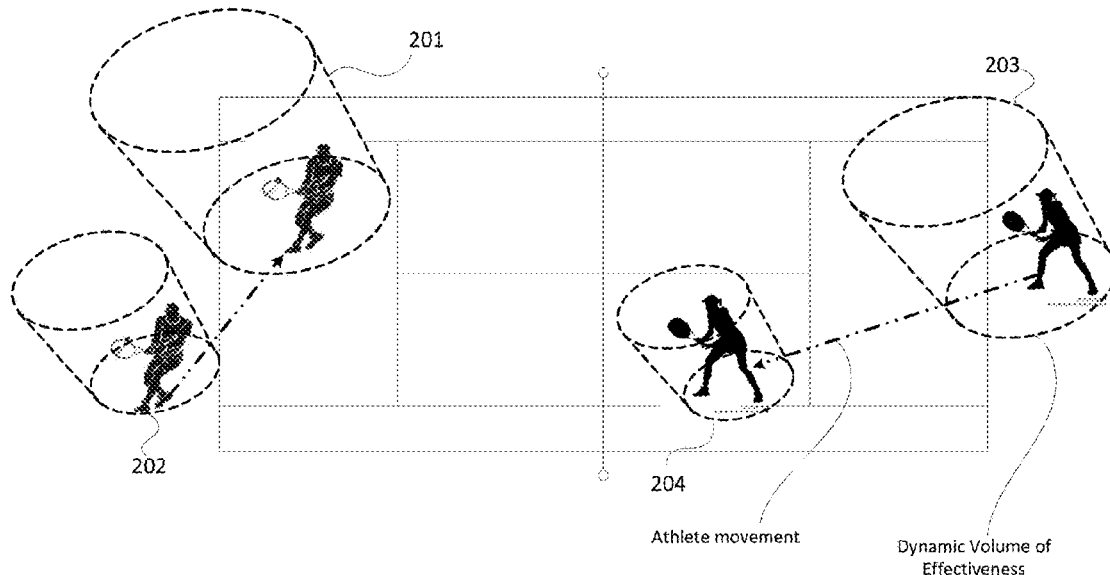 201
203
202
204
Athlete movement
Dynamic Volume of
Effectiveness